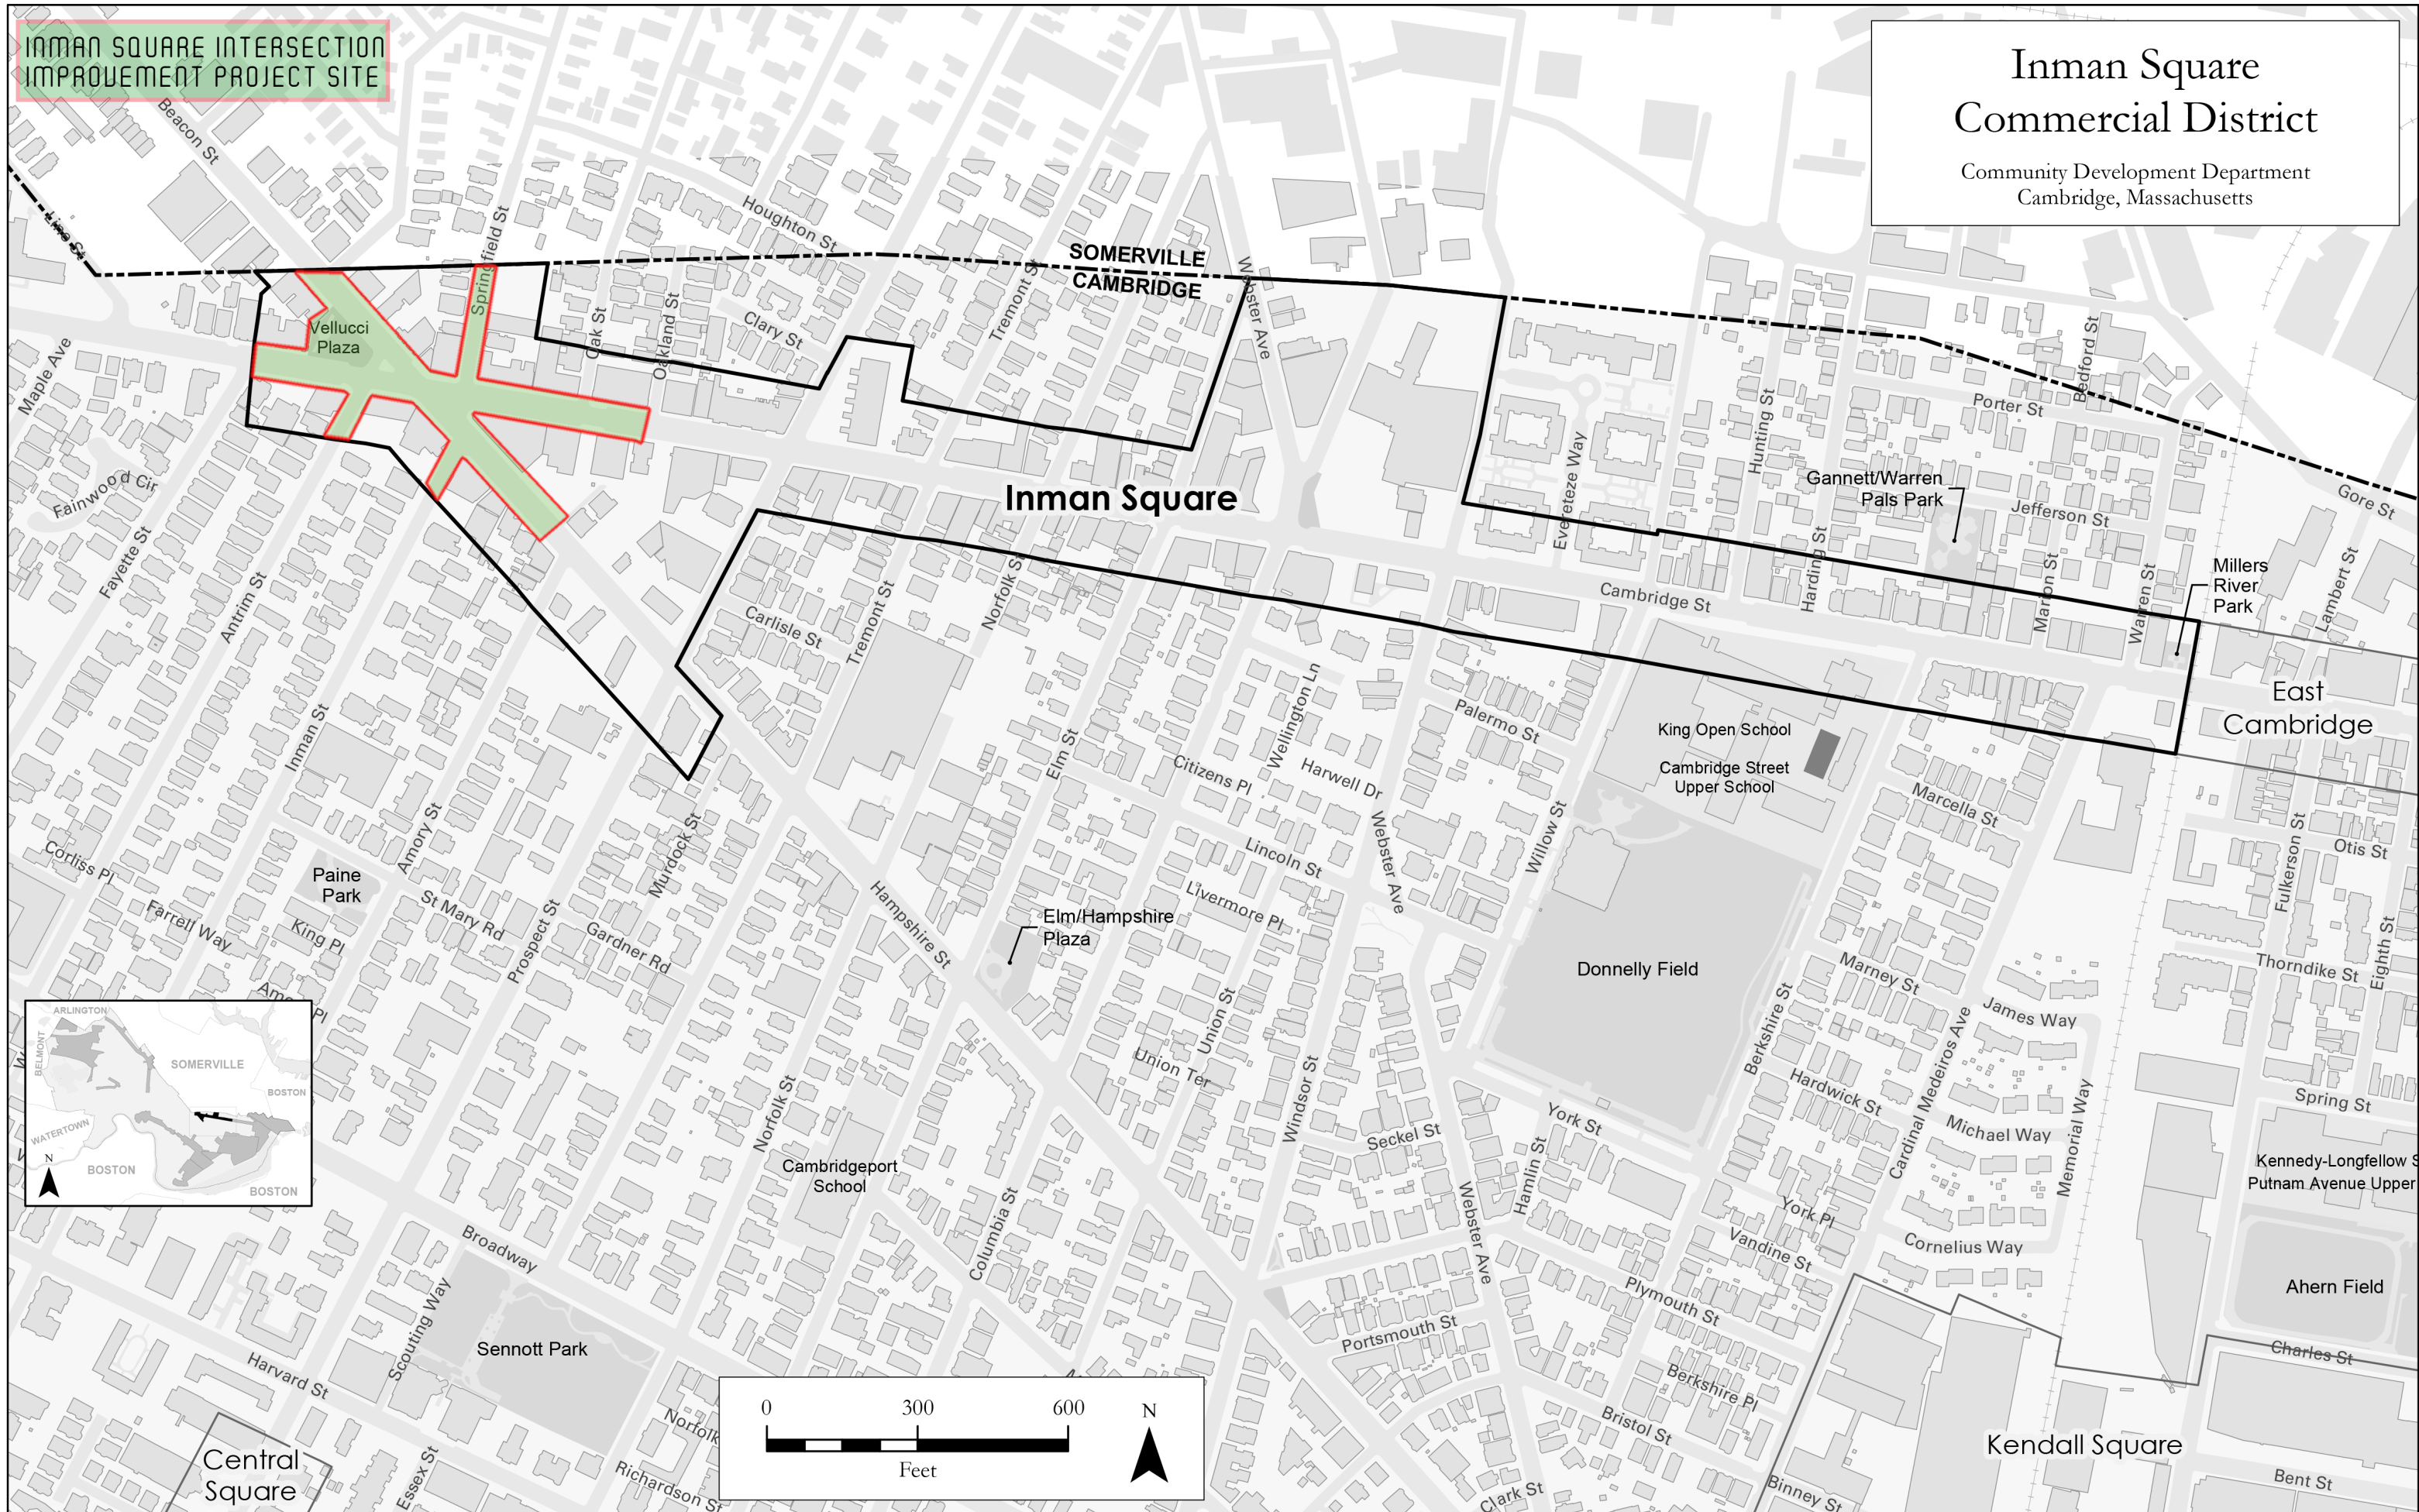 INMAN SQUARE INTERSECTION
IMPROVEMENT PROJECT SITE
Inman Square
Commercial District
Community Development Department
Cambridge, Massachusetts
Beacon St
Line St
Springfield St
Houghton St
SOMERVILLE
CAMBRIDGE
Webster Ave
Vellucci
Plaza
Oak St
Oakland St
Clary St
Tremont St
Maple Ave
Bedford St
Porter St
Hunting St
Fainwood Cir
Inman Square
Evereteze Way
Gannett/Warren
Pals Park
Jefferson St
Gore St
Fayette St
Antrim St
Carlisle St
Tremont St
Norfolk St
Cambridge St
Harding St
Marion St
Warren St
Millers
River
Park
Lambert St
East
Cambridge
Inman St
Elm St
Wellington Ln
Citizens Pl
Harwell Dr
Palermo St
King Open School
Cambridge Street
Upper School
Marcella St
Otis St
Fulkerson St
Corliss Pl
Paine
Park
Amory St
Murdock St
Webster Ave
Willow St
Lincoln St
Livermore Pl
Farrell Way
King Pl
St Mary Rd
Prospect St
Gardner Rd
Hampshire St
Elm/Hampshire
Plaza
Donnelly Field
Marney St
Thorndike St
Eighth St
James Way
ARLINGTON
BELMONT
SOMERVILLE
BOSTON
WATERTOWN
BOSTON
BOSTON
N
Union St
Union Ter
Windsor St
Berkshire St
Hardwick St
Cardinal Medeiros Ave
Michael Way
Memorial Way
Spring St
York St
Seckel St
Hamlin St
Norfolk St
Cambridgeport
School
Columbia St
Kennedy-Longfellow S
Putnam Avenue Upper
York Pl
Vandine St
Cornelius Way
Webster Ave
Broadway
Scouting Way
Sennott Park
Plymouth St
Portsmouth St
Ahern Field
Charles St
Harvard St
Berkshire Pl
Bristol St
Norfolk
0 300 600
Feet
N
Central
Square
Essex St
Richardson St
Clark St
Binney St
Kendall Square
Bent St